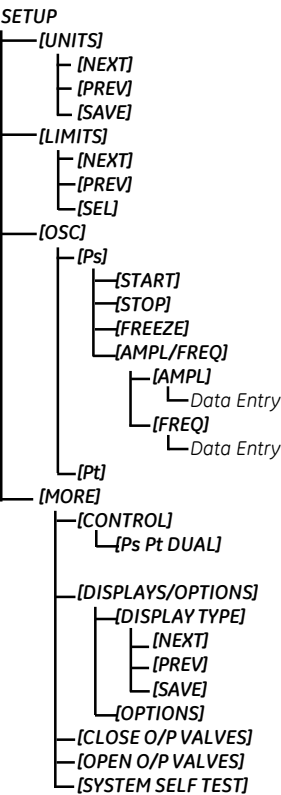 SETUP
[UNITS]
[NEXT]
[PREV]
[SAVE]
[LIMITS]
[NEXT]
[PREV]
[SEL]
[OSC]
[Ps]
[START]
[STOP]
[FREEZE]
[AMPL/FREQ]
[AMPL]
Data Entry
[FREQ]
Data Entry
[Pt]
[MORE]
[CONTROL]
[Ps Pt DUAL]
[DISPLAYS/OPTIONS]
[DISPLAY TYPE]
[NEXT]
[PREV]
[SAVE]
[OPTIONS]
[CLOSE O/P VALVES]
[OPEN O/P VALVES]
[SYSTEM SELF TEST]